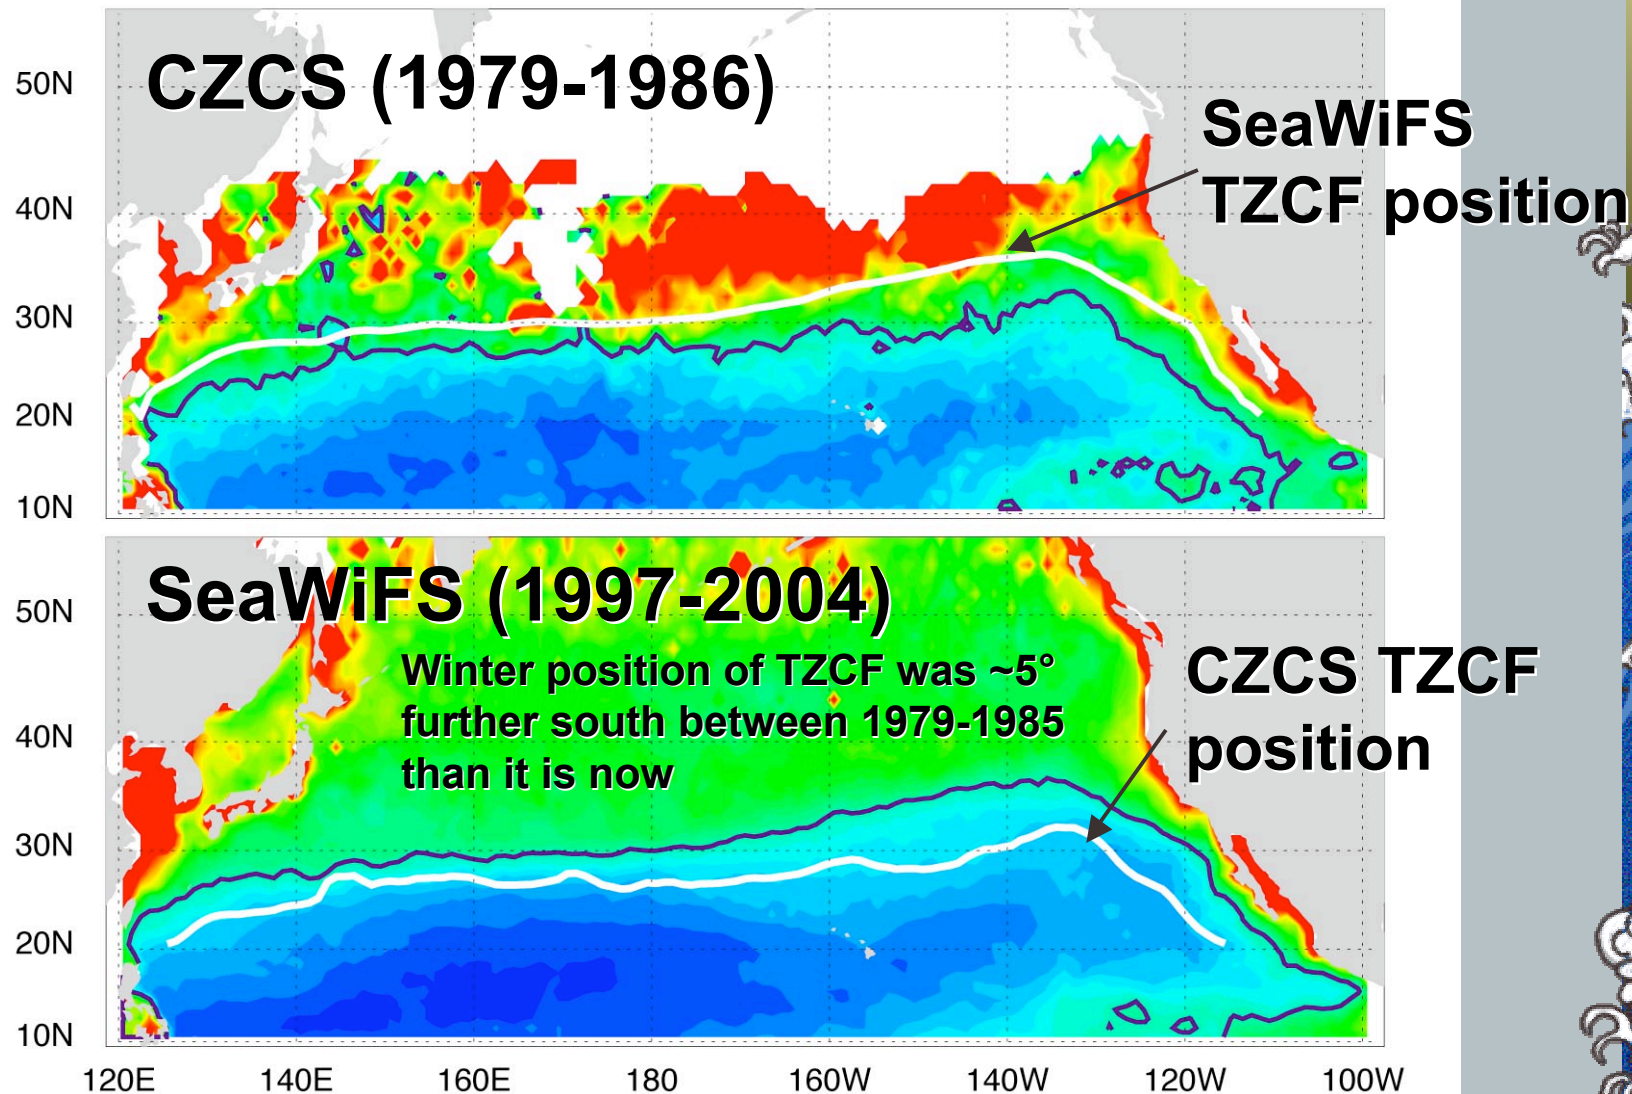 CZCS (1979-1986)
SeaWiFS
TZCF position
50N
40N
30N
20N
10N
SeaWiFS (1997-2004)
Winter position of TZCF was ~5°
further south between 1979-1985
than it is now
CZCS TZCF
position
50N
40N
30N
20N
10N
120E 140E 160E 180 160W 140W 120W 100W